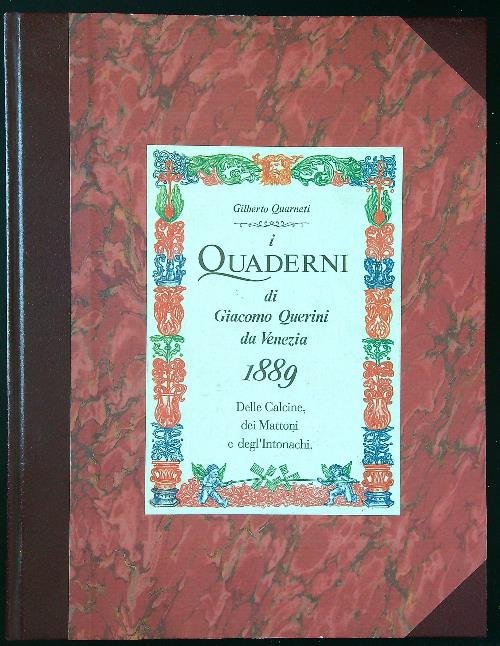 Gilberto Quarneti
i
QUADERNI
di
Giacomo Querini
da Venezia
1889
Delle Calcine,
dei Mattoni
e degl'Intonachi.